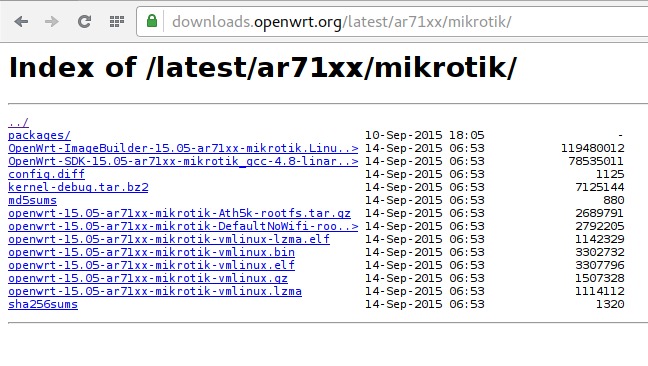 downloads.openwrt.org/latest/ar71xx/mikrotik/
Index of /latest/ar71xx/mikrotik/
../
packages/ 10-Sep-2015 18:05 -
OpenWrt-ImageBuilder-15.05-ar71xx-mikrotik.Linu..> 14-Sep-2015 06:53 119480012
OpenWrt-SDK-15.05-ar71xx-mikrotik_gcc-4.8-linar..> 14-Sep-2015 06:53 78535011
config.diff 14-Sep-2015 06:53 1125
kernel-debug.tar.bz2 14-Sep-2015 06:53 7125144
md5sums 14-Sep-2015 06:53 880
openwrt-15.05-ar71xx-mikrotik-Ath5k-rootfs.tar.gz 14-Sep-2015 06:53 2689791
openwrt-15.05-ar71xx-mikrotik-DefaultNoWifi-roo..> 14-Sep-2015 06:53 2792205
openwrt-15.05-ar71xx-mikrotik-vmlinux-lzma.elf 14-Sep-2015 06:53 1142329
openwrt-15.05-ar71xx-mikrotik-vmlinux.bin 14-Sep-2015 06:53 3302732
openwrt-15.05-ar71xx-mikrotik-vmlinux.elf 14-Sep-2015 06:53 3307796
openwrt-15.05-ar71xx-mikrotik-vmlinux.gz 14-Sep-2015 06:53 1507328
openwrt-15.05-ar71xx-mikrotik-vmlinux.lzma 14-Sep-2015 06:53 1114112
sha256sums 14-Sep-2015 06:53 1320